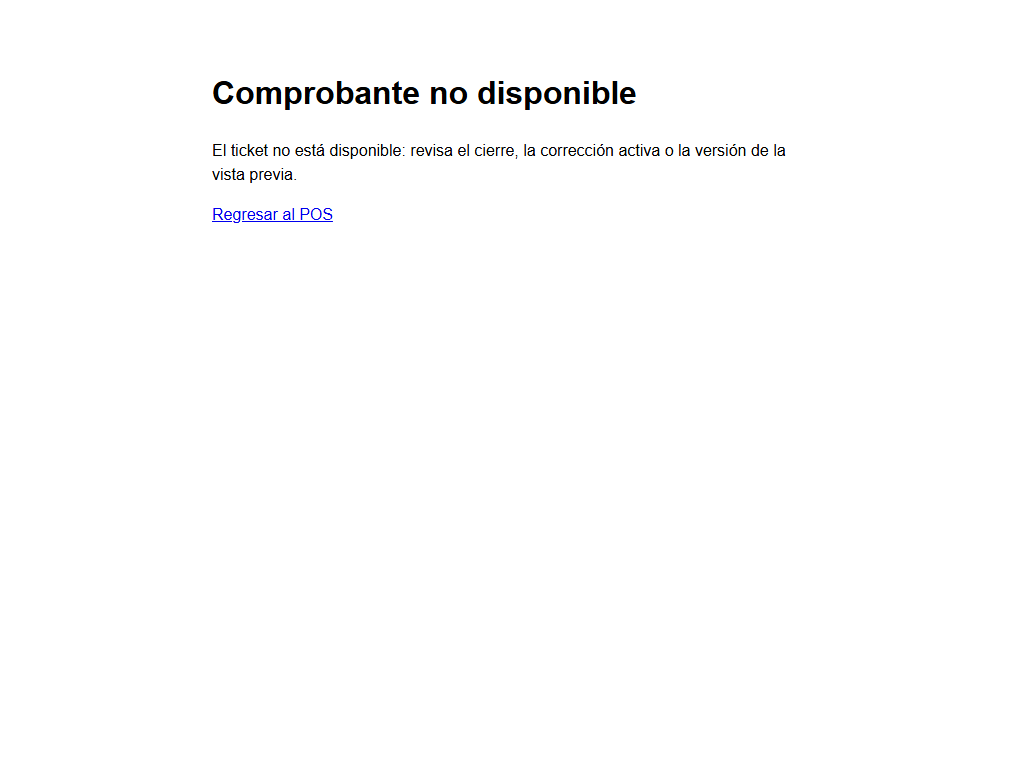 Comprobante no disponible
El ticket no está disponible: revisa el cierre, la corrección activa o la versión de la
vista previa.
Regresar al POS